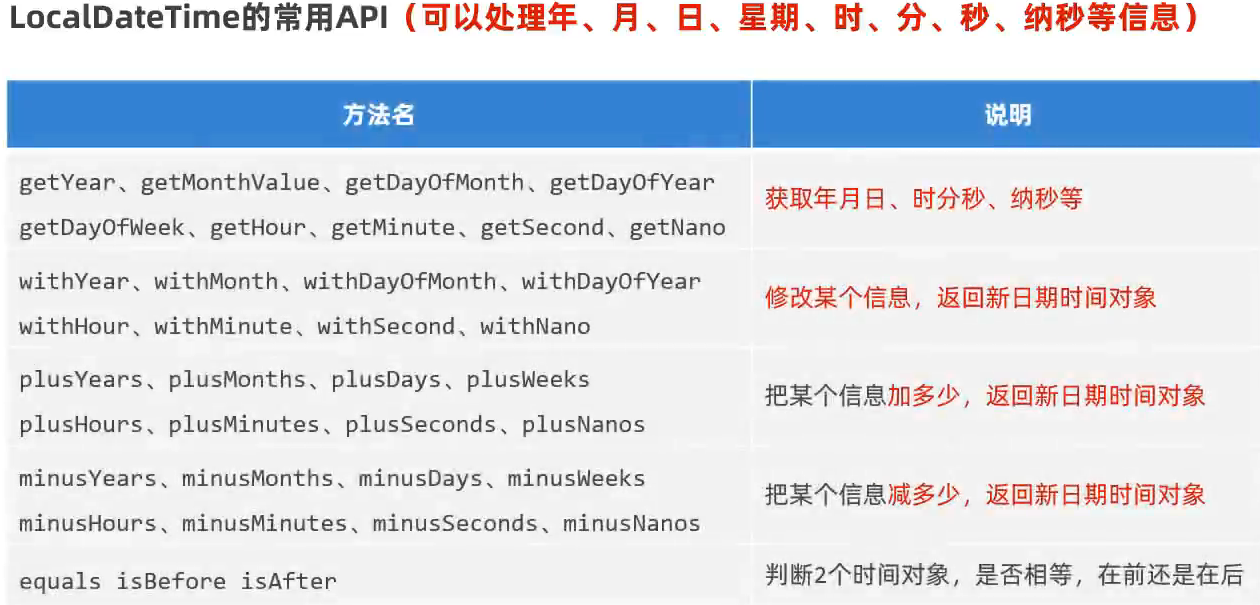 LocalDateTime的常用API（可以处理年、月、日、星期、时、分、秒、纳秒等信息）
方法名
说明
getYear、getMonthValue、getDayOfMonth、getDayOfYear
getDayOfWeek、getHour、getMinute、getSecond、getNano
获取年月日、时分秒、纳秒等
withYear、withMonth、withDayOfMonth、withDayOfYear
withHour、withMinute、withSecond、withNano
修改某个信息，返回新日期时间对象
plusYears、plusMonths、plusDays、plusWeeks
plusHours、plusMinutes、plusSeconds、plusNanos
把某个信息加多少，返回新日期时间对象
minusYears、minusMonths、minusDays、minusWeeks
minusHours、minusMinutes、minusSeconds、minusNanos
把某个信息减多少，返回新日期时间对象
equals isBefore isAfter
判断2个时间对象，是否相等，在前还是在后